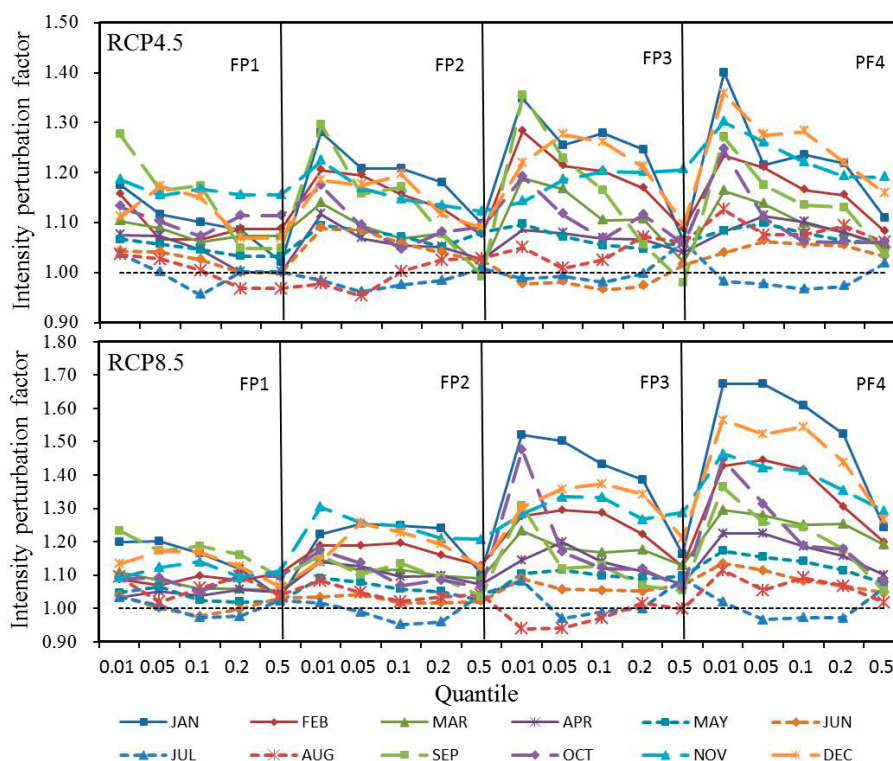 RCP4.5
FP1
FP2
FP3
PF4
Intensity perturbation factor
1.50
1.40
1.30
1.20
1.10
1.00
0.90
RCP8.5
FP1
FP2
FP3
PF4
Intensity perturbation factor
1.80
1.70
1.60
1.50
1.40
1.30
1.20
1.10
1.00
0.90
0.01 0.05 0.1 0.2 0.5 0.01 0.05 0.1 0.2 0.5 0.01 0.05 0.1 0.2 0.5 0.01 0.05 0.1 0.2 0.5
Quantile
JAN FEB MAR APR MAY JUN
JUL AUG SEP OCT NOV DEC